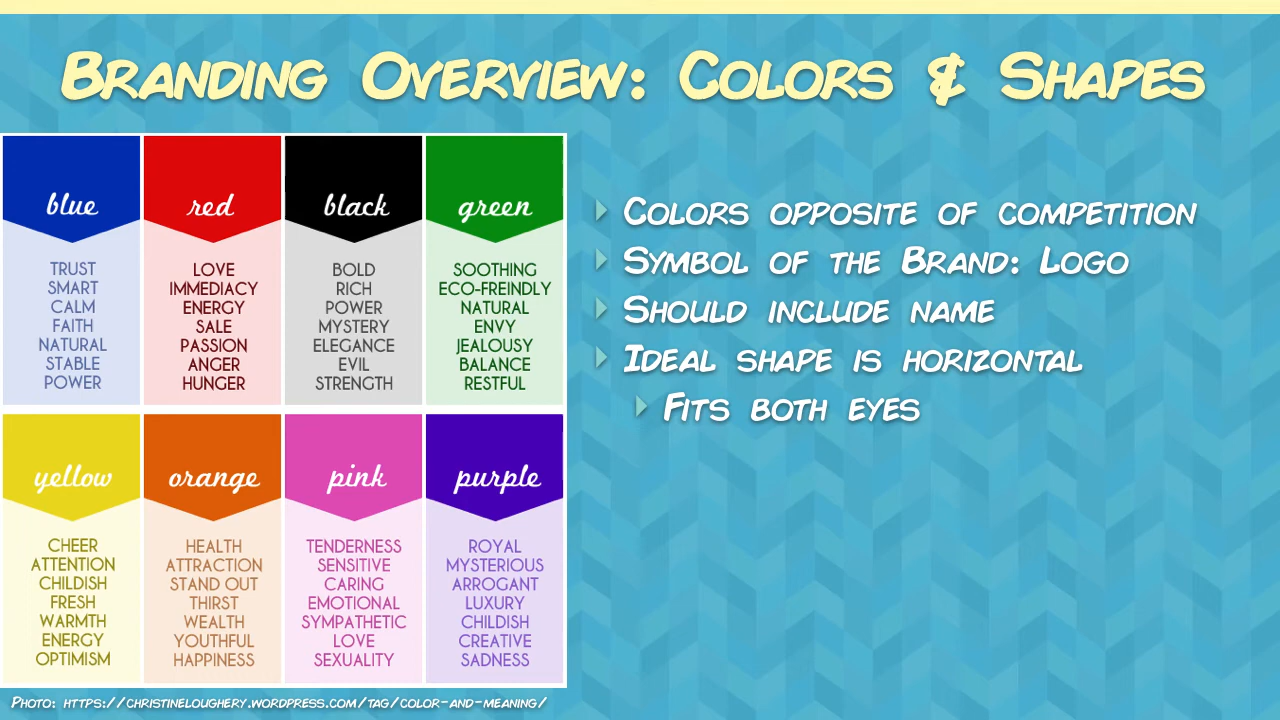 Branding Overview: Colors & Shapes
blue
TRUST
SMART
CALM
FAITH
NATURAL
STABLE
POWER
red
LOVE
IMMEDIACY
ENERGY
SALE
PASSION
ANGER
HUNGER
black
BOLD
RICH
POWER
MYSTERY
ELEGANCE
EVIL
STRENGTH
green
SOOTHING
ECO-FREINDLY
NATURAL
ENVY
JEALOUSY
BALANCE
RESTFUL
yellow
CHEER
ATTENTION
CHILDISH
FRESH
WARMTH
ENERGY
OPTIMISM
orange
HEALTH
ATTRACTION
STAND OUT
THIRST
WEALTH
YOUTHFUL
HAPPINESS
pink
TENDERNESS
SENSITIVE
CARING
EMOTIONAL
SYMPATHETIC
LOVE
SEXUALITY
purple
ROYAL
MYSTERIOUS
ARROGANT
LUXURY
CHILDISH
CREATIVE
SADNESS
Photo: https://christineloughery.wordpress.com/tag/color-and-meaning/
Colors opposite of competition
Symbol of the Brand: Logo
Should include name
Ideal shape is horizontal
Fits both eyes